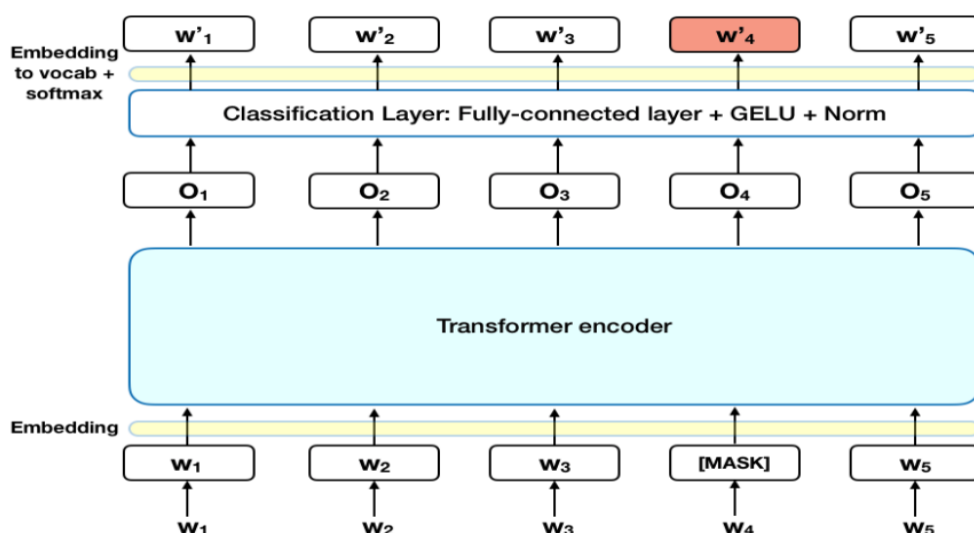 w'₁ w'₂ w'₃ w'₄ w'₅
Embedding
to vocab +
softmax
Classification Layer: Fully-connected layer + GELU + Norm
O₁ O₂ O₃ O₄ O₅
Transformer encoder
Embedding
w₁ w₂ w₃ [MASK] w₅
w₁ w₂ w₃ w₄ w₅